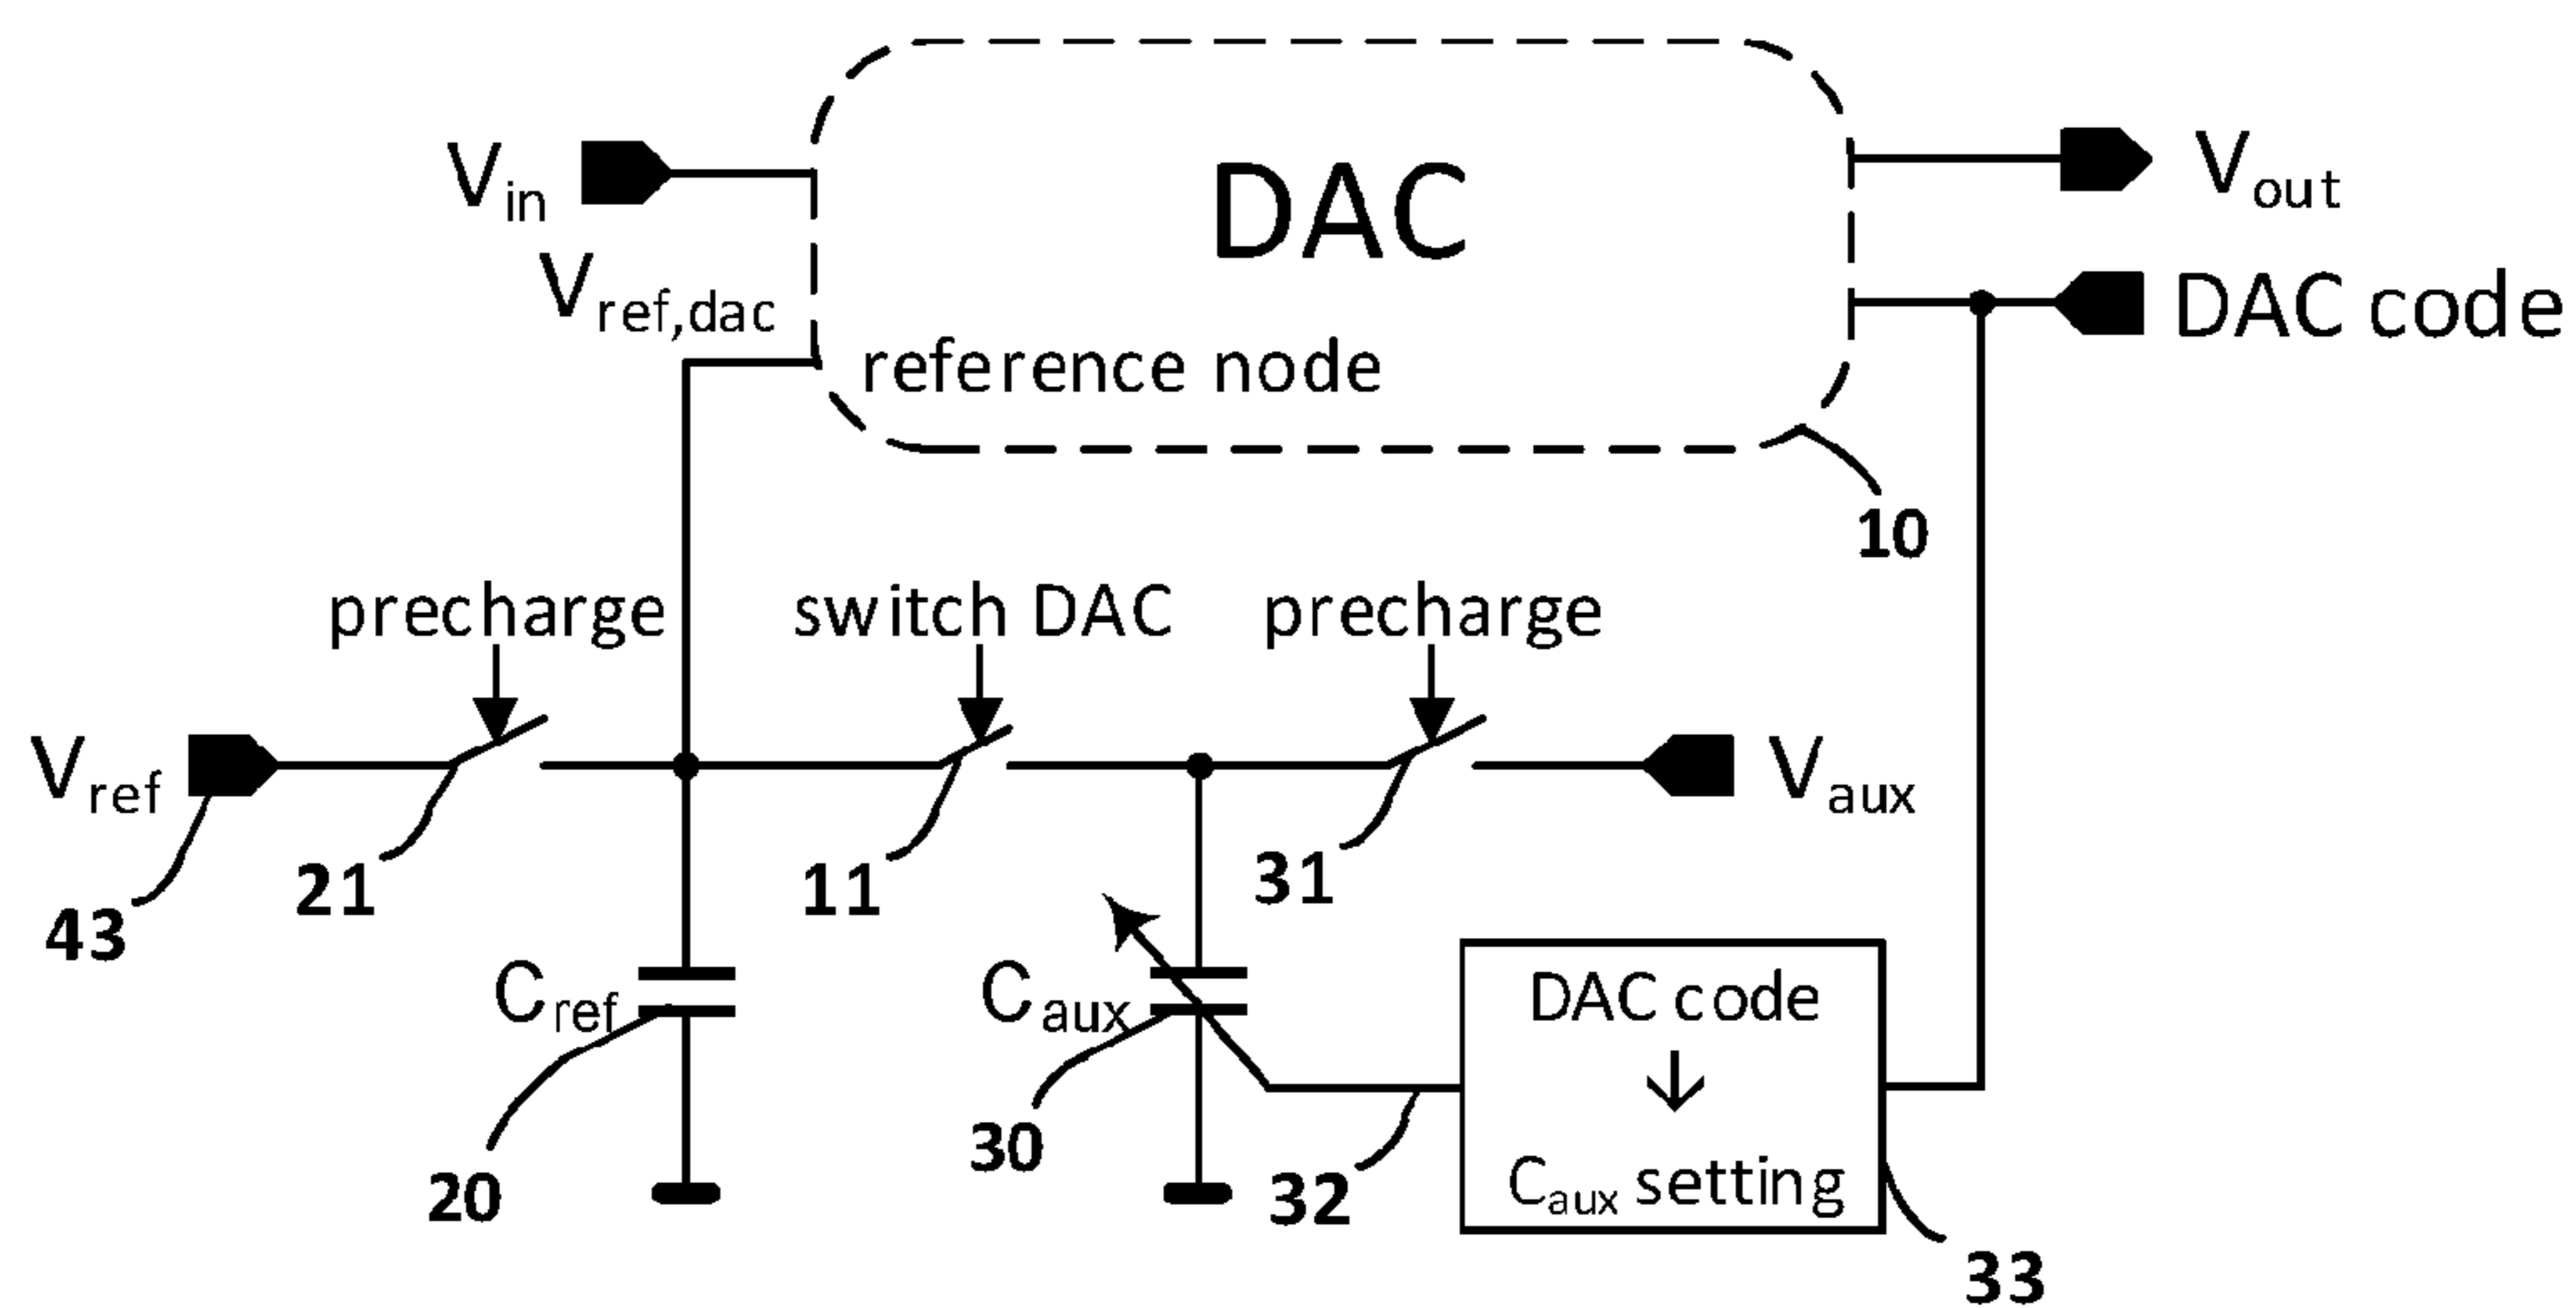 DAC
V_in
V_out
V_ref,dac
DAC code
reference node
10
precharge
switch DAC
precharge
V_ref
V_aux
43
21
11
31
C_ref
C_aux
DAC code
↓
C_aux setting
20
30
32
33